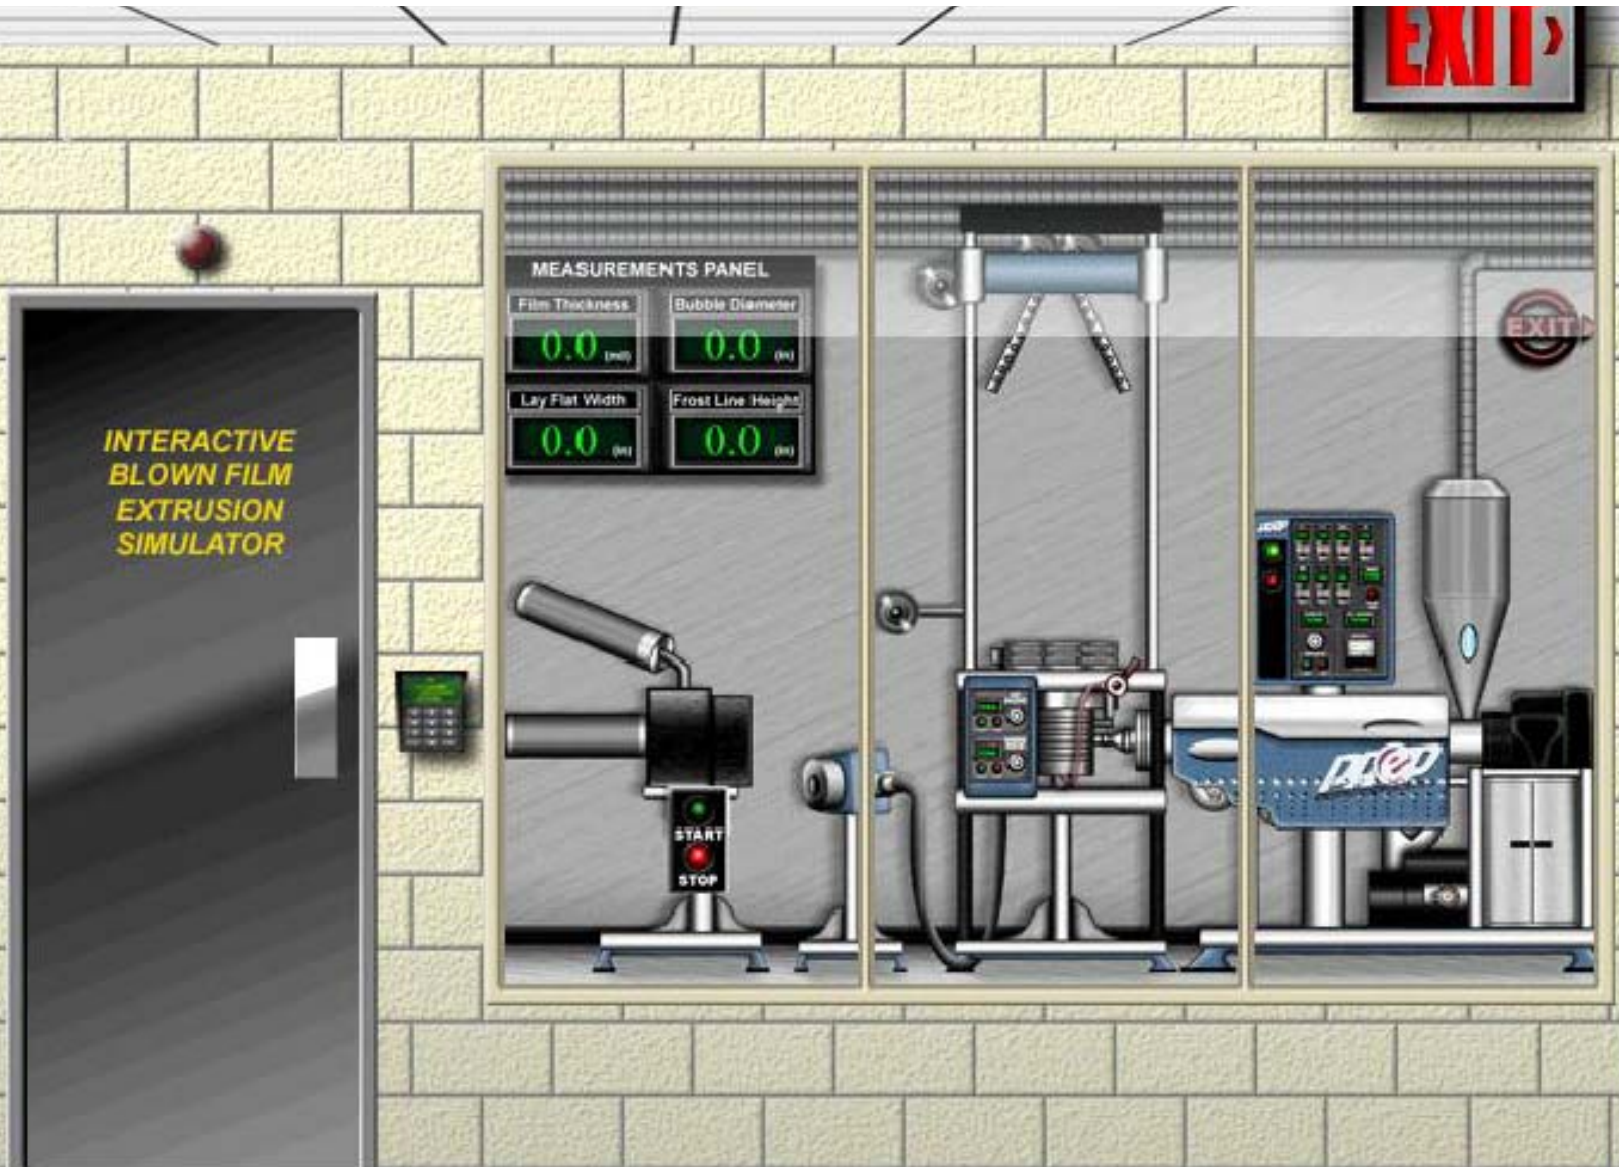 EXIT
MEASUREMENTS PANEL
Film Thickness
Bubble Diameter
0.0 (mil)
0.0 (in)
Lay Flat Width
Frost Line Height
0.0 (in)
0.0 (in)
EXIT
INTERACTIVE
BLOWN FILM
EXTRUSION
SIMULATOR
START
STOP